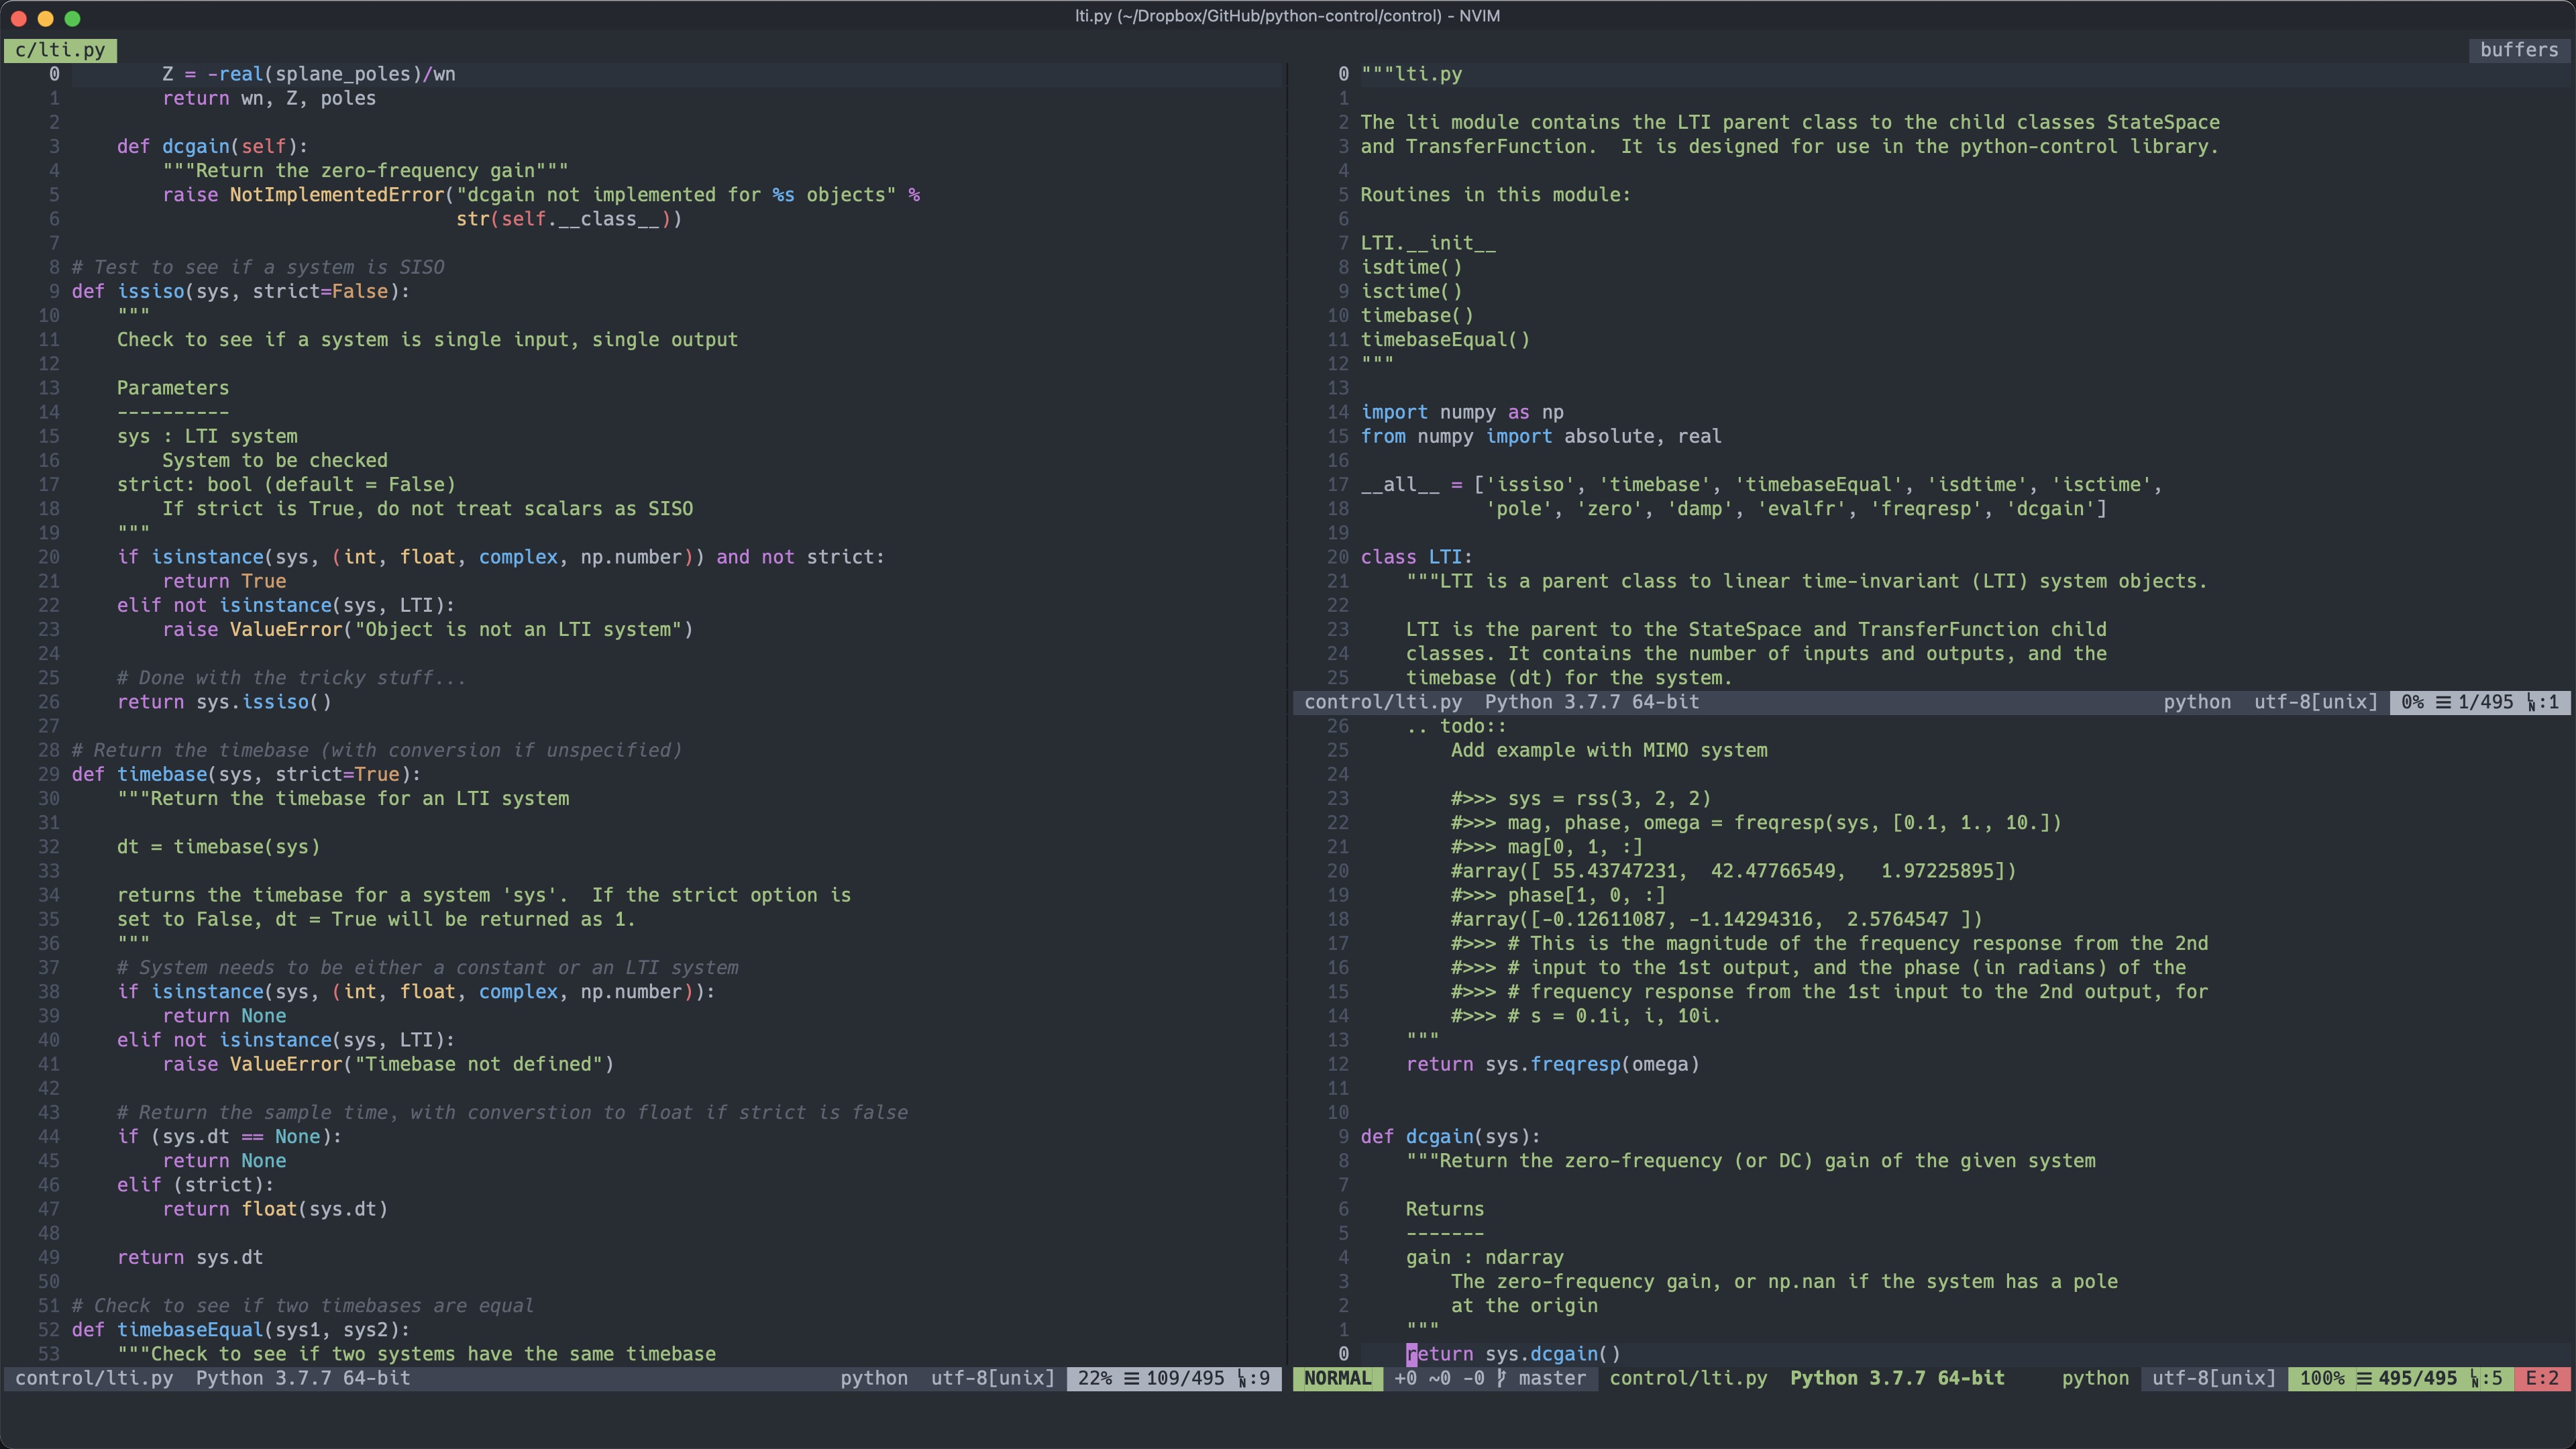 lti.py (~/Dropbox/GitHub/python-control/control) - NVIM
c/lti.py
buffers
0         Z = -real(splane_poles)/wn
1         return wn, Z, poles
2
3     def dcgain(self):
4         """Return the zero-frequency gain"""
5         raise NotImplementedError("dcgain not implemented for %s objects" %
6                                   str(self.__class__))
7
8 # Test to see if a system is SISO
9 def issiso(sys, strict=False):
10     """
11     Check to see if a system is single input, single output
12
13     Parameters
14     ----------
15     sys : LTI system
16         System to be checked
17     strict: bool (default = False)
18         If strict is True, do not treat scalars as SISO
19     """
20     if isinstance(sys, (int, float, complex, np.number)) and not strict:
21         return True
22     elif not isinstance(sys, LTI):
23         raise ValueError("Object is not an LTI system")
24
25     # Done with the tricky stuff...
26     return sys.issiso()
27
28 # Return the timebase (with conversion if unspecified)
29 def timebase(sys, strict=True):
30     """Return the timebase for an LTI system
31
32     dt = timebase(sys)
33
34     returns the timebase for a system 'sys'.  If the strict option is
35     set to False, dt = True will be returned as 1.
36     """
37     # System needs to be either a constant or an LTI system
38     if isinstance(sys, (int, float, complex, np.number)):
39         return None
40     elif not isinstance(sys, LTI):
41         raise ValueError("Timebase not defined")
42
43     # Return the sample time, with converstion to float if strict is false
44     if (sys.dt == None):
45         return None
46     elif (strict):
47         return float(sys.dt)
48
49     return sys.dt
50
51 # Check to see if two timebases are equal
52 def timebaseEqual(sys1, sys2):
53     """Check to see if two systems have the same timebase
control/lti.py  Python 3.7.7 64-bit  python  utf-8[unix]  22% ☰ 109/495 ㏑:9
0 """lti.py
1
2 The lti module contains the LTI parent class to the child classes StateSpace
3 and TransferFunction.  It is designed for use in the python-control library.
4
5 Routines in this module:
6
7 LTI.__init__
8 isdtime()
9 isctime()
10 timebase()
11 timebaseEqual()
12 """
13
14 import numpy as np
15 from numpy import absolute, real
16
17 __all__ = ['issiso', 'timebase', 'timebaseEqual', 'isdtime', 'isctime',
18            'pole', 'zero', 'damp', 'evalfr', 'freqresp', 'dcgain']
19
20 class LTI:
21     """LTI is a parent class to linear time-invariant (LTI) system objects.
22
23     LTI is the parent to the StateSpace and TransferFunction child
24     classes. It contains the number of inputs and outputs, and the
25     timebase (dt) for the system.
control/lti.py  Python 3.7.7 64-bit  python  utf-8[unix]  0% ☰ 1/495 ㏑:1
26     .. todo::
25         Add example with MIMO system
24
23         #>>> sys = rss(3, 2, 2)
22         #>>> mag, phase, omega = freqresp(sys, [0.1, 1., 10.])
21         #>>> mag[0, 1, :]
20         #array([ 55.43747231,  42.47766549,   1.97225895])
19         #>>> phase[1, 0, :]
18         #array([-0.12611087, -1.14294316,  2.5764547 ])
17         #>>> # This is the magnitude of the frequency response from the 2nd
16         #>>> # input to the 1st output, and the phase (in radians) of the
15         #>>> # frequency response from the 1st input to the 2nd output, for
14         #>>> # s = 0.1i, i, 10i.
13     """
12     return sys.freqresp(omega)
11
10
9 def dcgain(sys):
8     """Return the zero-frequency (or DC) gain of the given system
7
6     Returns
5     -------
4     gain : ndarray
3         The zero-frequency gain, or np.nan if the system has a pole
2         at the origin
1     """
0     return sys.dcgain()
NORMAL  +0 ~0 -0 master  control/lti.py  Python 3.7.7 64-bit  python  utf-8[unix]  100% ☰ 495/495 ㏑:5  E:2